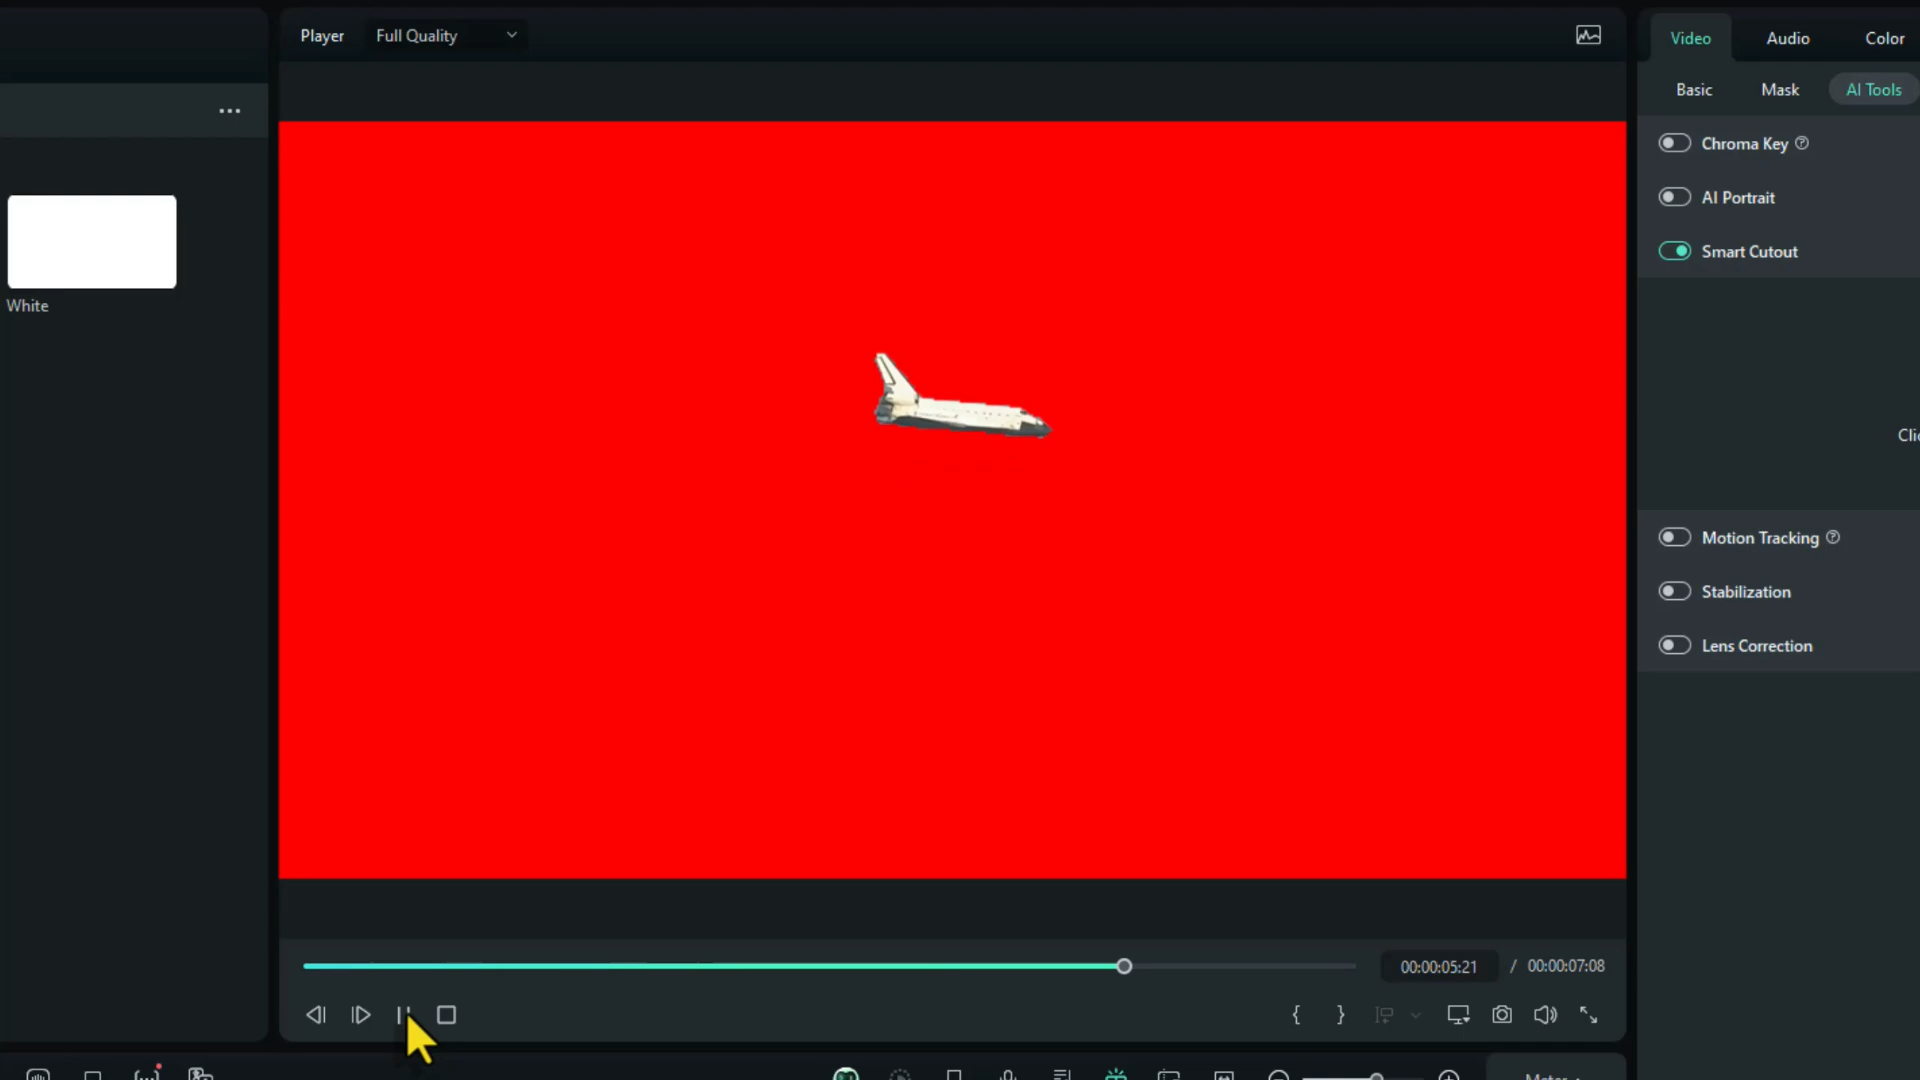 Player
Full Quality
Video
Audio
Color
Basic
Mask
AI Tools
Chroma Key
AI Portrait
Smart Cutout
White
Motion Tracking
Stabilization
Lens Correction
00:00:05:21 / 00:00:07:08